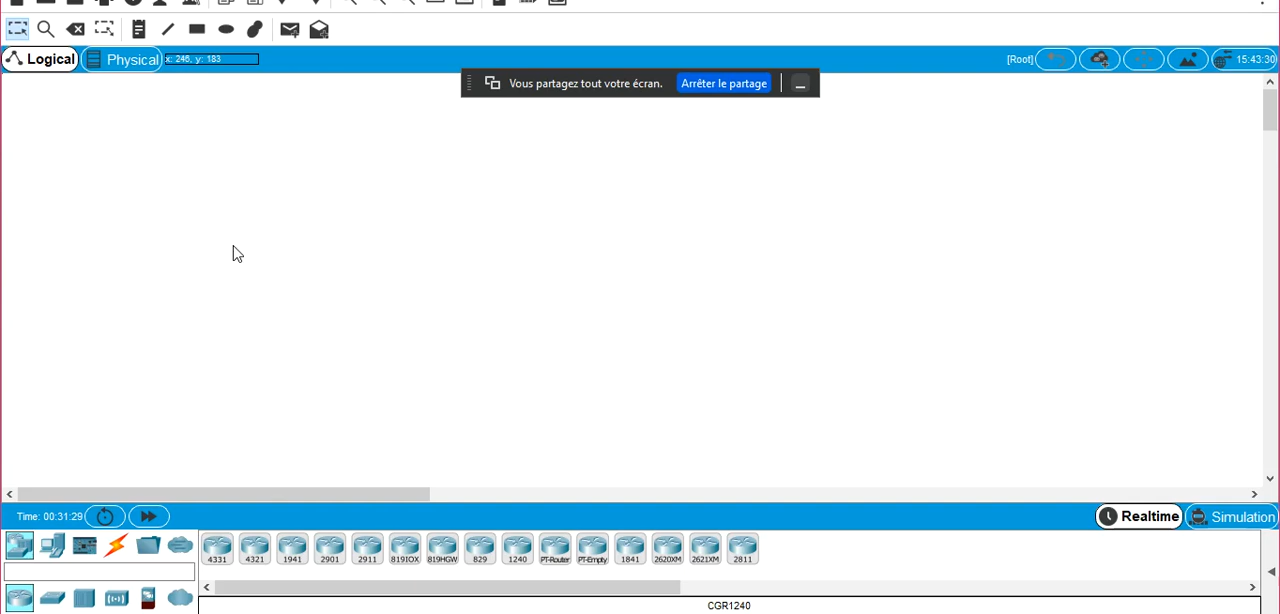 Logical
Physical
x: 246, y: 183
[Root]
15:43:30
Vous partagez tout votre écran.
Arrêter le partage
Time: 00:31:29
Realtime
Simulation
4331
4321
1941
2901
2911
819IOX
819HGW
829
1240
PT-Router
PT-Empty
1841
2620XM
2621XM
2811
CGR1240